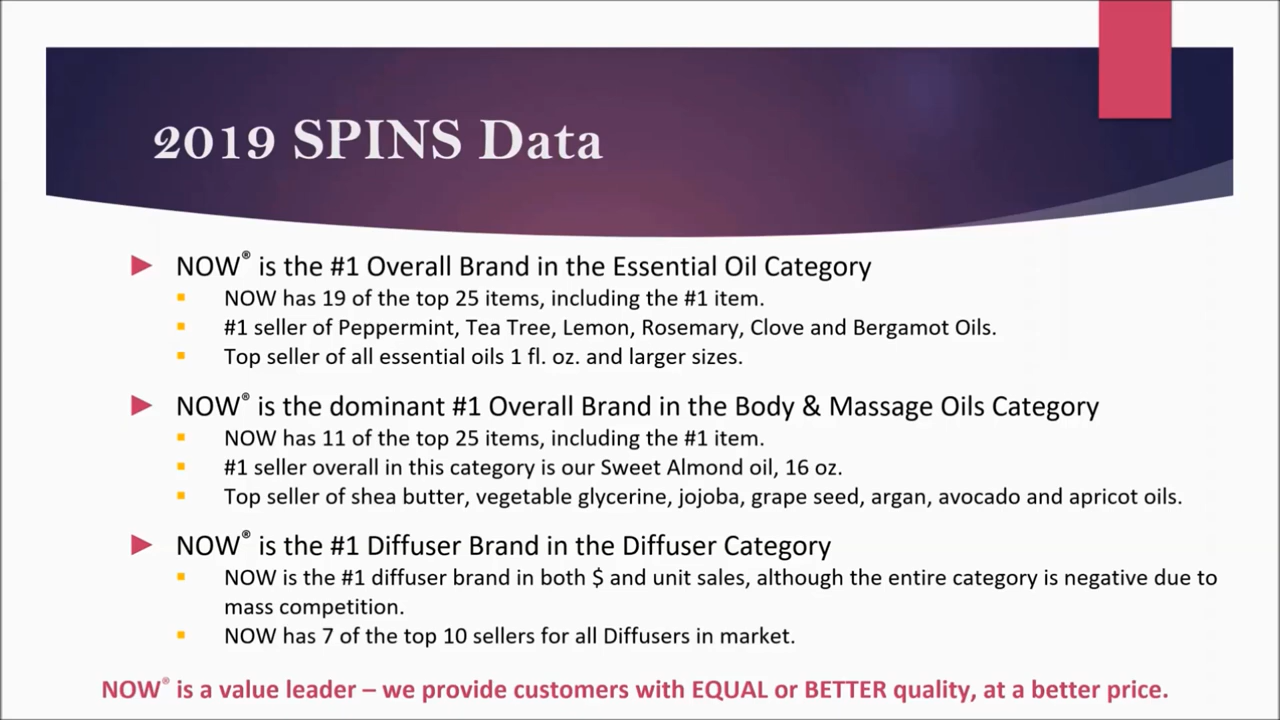 2019 SPINS Data
NOW® is the #1 Overall Brand in the Essential Oil Category
NOW has 19 of the top 25 items, including the #1 item.
#1 seller of Peppermint, Tea Tree, Lemon, Rosemary, Clove and Bergamot Oils.
Top seller of all essential oils 1 fl. oz. and larger sizes.
NOW® is the dominant #1 Overall Brand in the Body & Massage Oils Category
NOW has 11 of the top 25 items, including the #1 item.
#1 seller overall in this category is our Sweet Almond oil, 16 oz.
Top seller of shea butter, vegetable glycerine, jojoba, grape seed, argan, avocado and apricot oils.
NOW® is the #1 Diffuser Brand in the Diffuser Category
NOW is the #1 diffuser brand in both $ and unit sales, although the entire category is negative due to
mass competition.
NOW has 7 of the top 10 sellers for all Diffusers in market.
NOW® is a value leader – we provide customers with EQUAL or BETTER quality, at a better price.